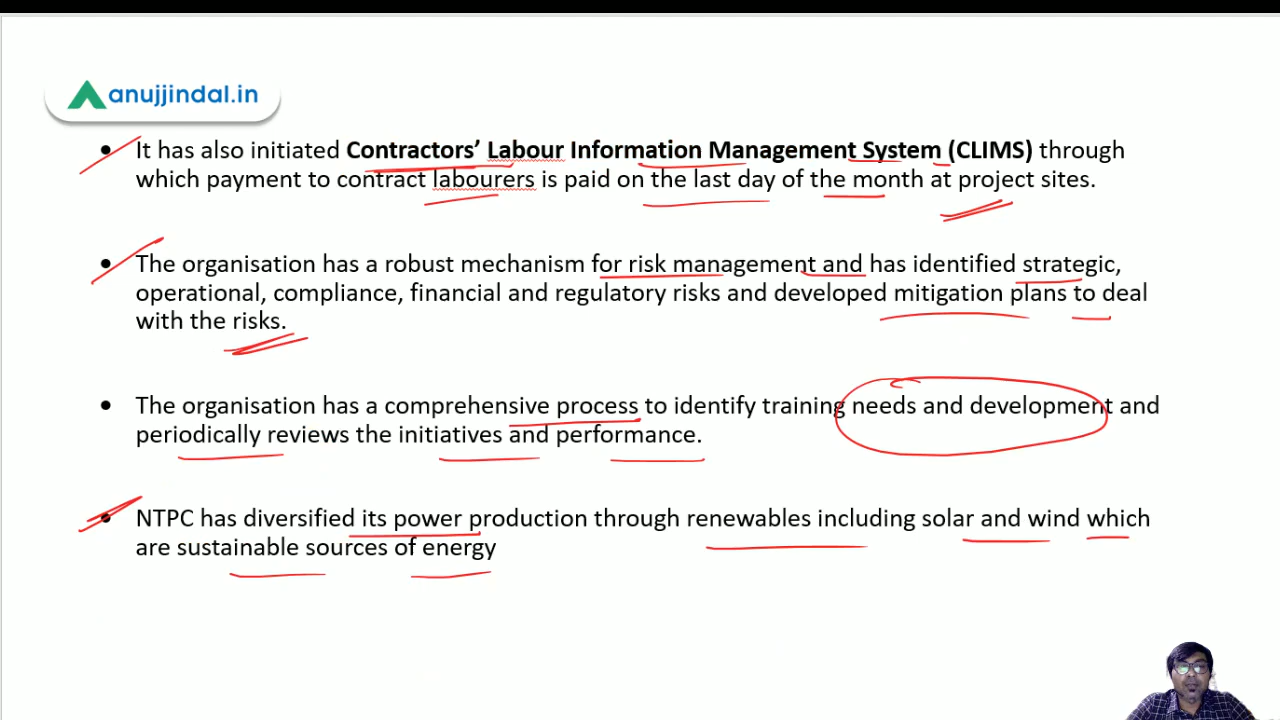 anujjindal.in
• It has also initiated Contractors’ Labour Information Management System (CLIMS) through
which payment to contract labourers is paid on the last day of the month at project sites.
• The organisation has a robust mechanism for risk management and has identified strategic,
operational, compliance, financial and regulatory risks and developed mitigation plans to deal
with the risks.
• The organisation has a comprehensive process to identify training needs and development and
periodically reviews the initiatives and performance.
• NTPC has diversified its power production through renewables including solar and wind which
are sustainable sources of energy